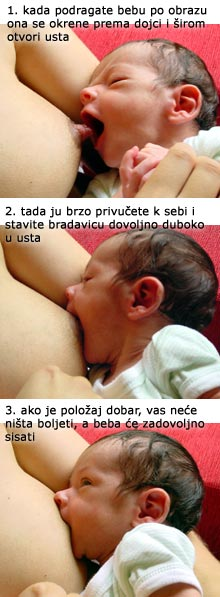 1. kada podragate bebu po obrazu
ona se okrene prema dojci i širom
otvori usta
2. tada ju brzo privučete k sebi i
stavite bradavicu dovoljno duboko
u usta
3. ako je položaj dobar, vas neće
ništa boljeti, a beba će zadovoljno
sisati